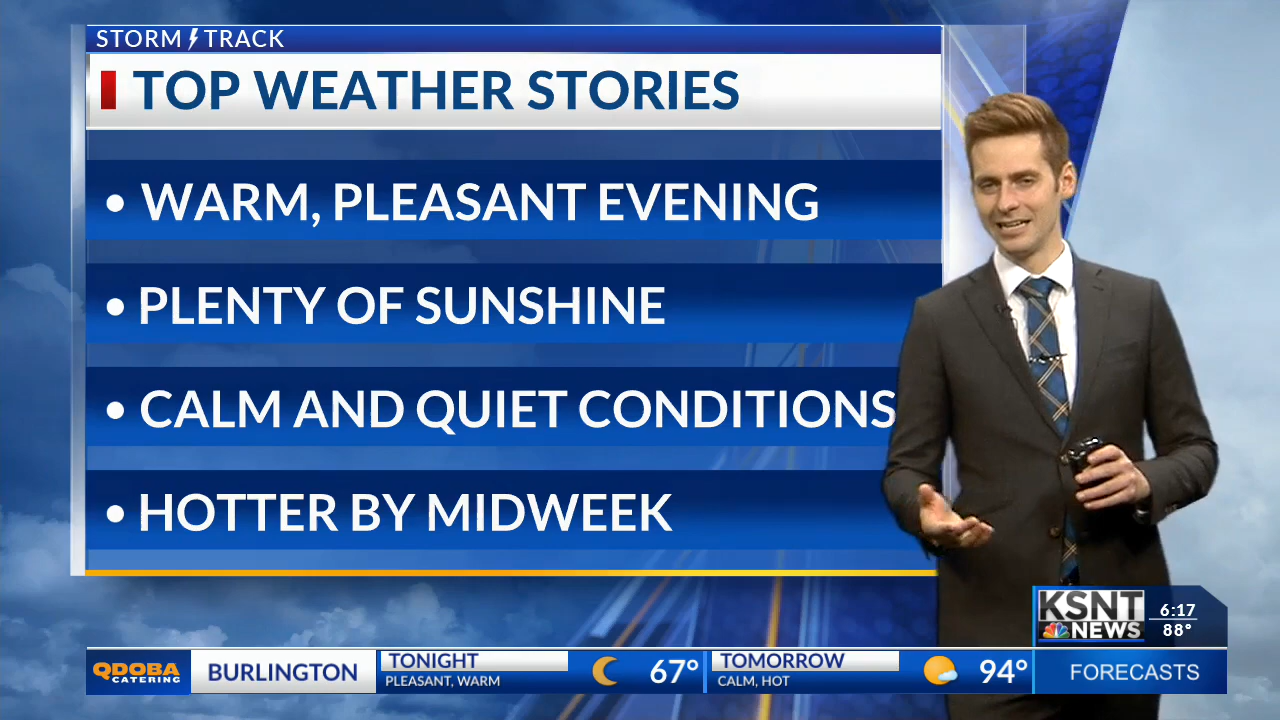 STORM TRACK
TOP WEATHER STORIES
• WARM, PLEASANT EVENING
• PLENTY OF SUNSHINE
• CALM AND QUIET CONDITIONS
• HOTTER BY MIDWEEK
KSNT
NEWS
6:17
88°
QDOBA
CATERING
BURLINGTON
TONIGHT
PLEASANT, WARM
67°
TOMORROW
CALM, HOT
94°
FORECASTS